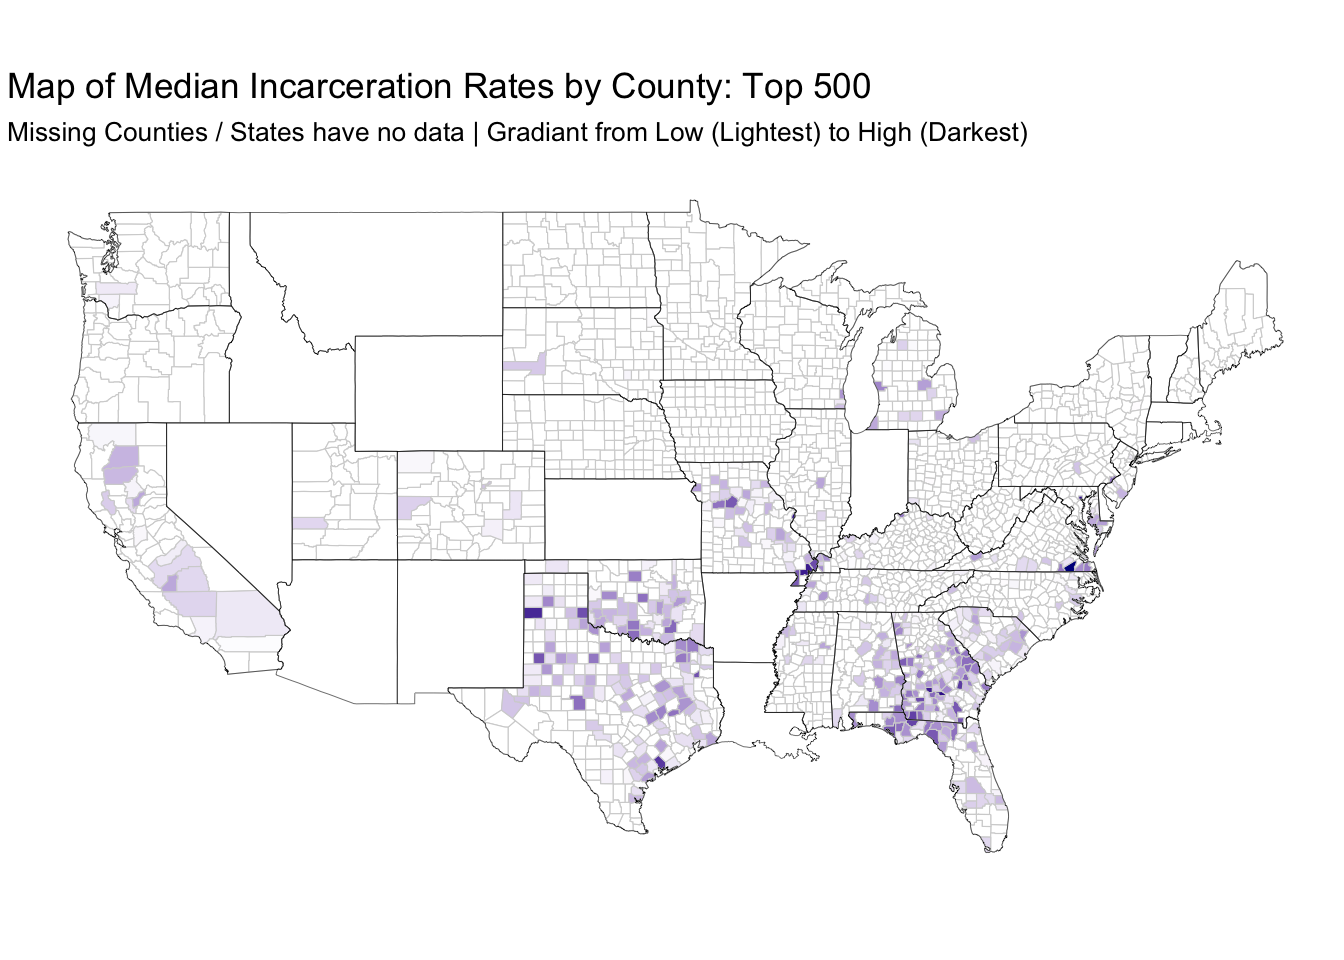 Map of Median Incarceration Rates by County: Top 500
Missing Counties / States have no data | Gradiant from Low (Lightest) to High (Darkest)